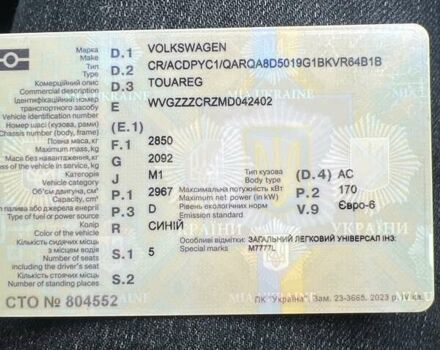 Марка
Make D.1 VOLKSWAGEN
Тип
Type D.2 CR/ACDPYC1/QARQA8D5019G1BKVR64B1B
Комерційний опис
Commercial description D.3 TOUAREG
Ідентифікаційний номер
транспортного засобу E WVGZZZCRZMD042402
Vehicle identification number
Номер шасі (кузова, рами)
Chassis number (body, frame) (E.1)
Повна маса, кг
Maximum mass, kg F.1 2850
Маса без навантаження, кг
Mass of the vehicle in service, kg G 2092
Категорія
Vehicle category J M1 Тип кузова
Body type (D.4) AC
Об'єм двигуна, см³
Capacity, cm³ P.1 2967 Максимальна потужність кВт
Maximum net power (in kW) P.2 170
палива або джерела енергії
Type of fuel or power source P.3 D Рівень екологічних норм
Emission standard V.9 Євро-6
Колір
Colour R СИНІЙ
Кількість сидячих місць
з місцем водія
Number of seats
including the driver's seat S.1 5 Особливі відмітки:
Special marks ЗАГАЛЬНИЙ ЛЕГКОВИЙ УНІВЕРСАЛ ІНЗ:
M7777L
Кількість стоячих місць
Number of standing places S.2
СТО № 804552 ПК "Україна". Зам. 23-3665. 2023 р. IV кв.